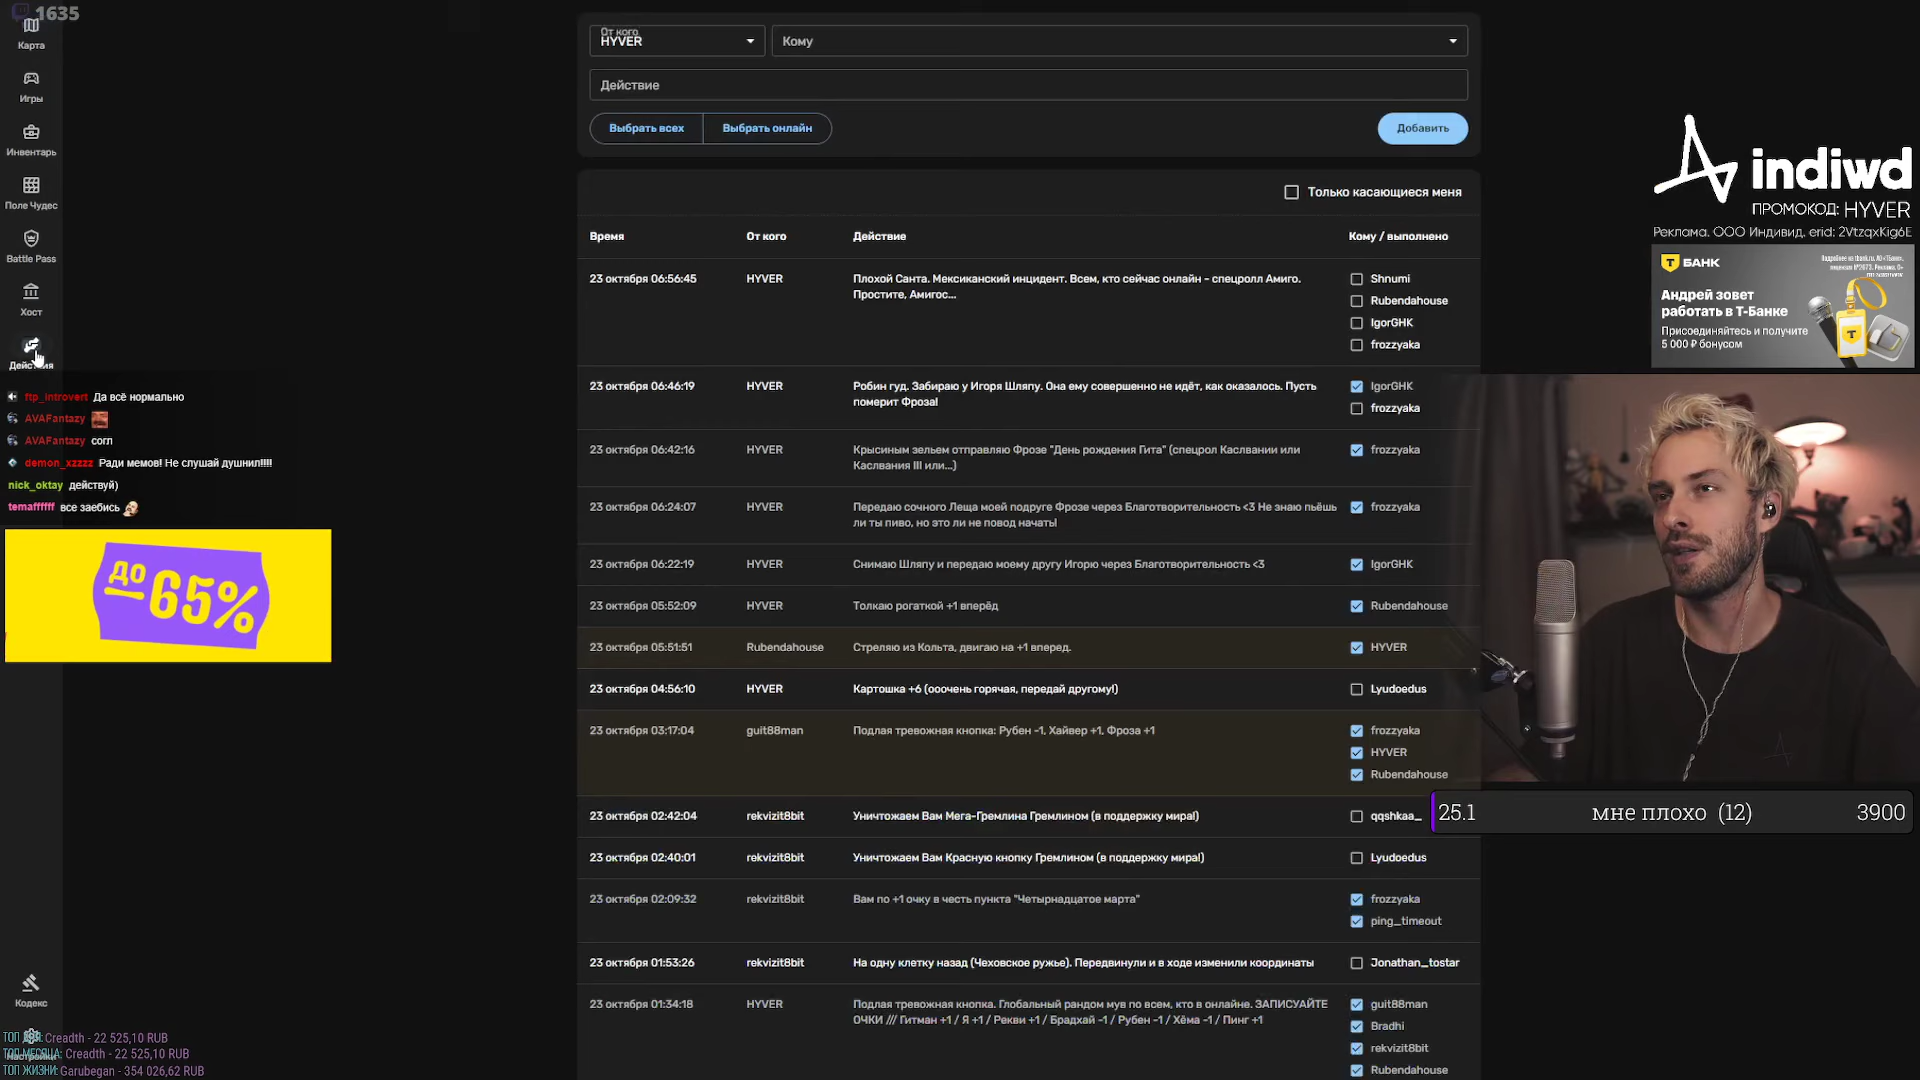 1635
Карта
Игры
Инвентарь
Поле Чудес
Battle Pass
Хост
Действия
ftp_introvert Да всё нормально
AVAFantazy
AVAFantazy согл
demon_xzzzz Ради мемов! Не слушай душнил!!!!
nick_oktay действуй)
temaffffff все заебись
до
-65%
Кодекс
Настройки
ТОП ДНЯ: Creadth - 22 525,10 RUB
ТОП МЕСЯЦА: Creadth - 22 525,10 RUB
ТОП ЖИЗНИ: Garubegan - 354 026,62 RUB
От кого
HYVER
Кому
Действие
Выбрать всех
Выбрать онлайн
Добавить
Только касающиеся меня
Время От кого Действие Кому / выполнено
23 октября 06:56:45 HYVER Плохой Санта. Мексиканский инцидент. Всем, кто сейчас онлайн - спецролл Амиго. Shnumi
Простите, Амигос...
Rubendahouse
IgorGHK
frozzyaka
23 октября 06:46:19 HYVER Робин гуд. Забираю у Игоря Шляпу. Она ему совершенно не идёт, как оказалось. Пусть IgorGHK
померит Фроза! frozzyaka
23 октября 06:42:16 HYVER Крысиным зельем отправляю Фрозе "День рождения Гита" (спецрол Каслвании или frozzyaka
Каслвания III или...)
23 октября 06:24:07 HYVER Передаю сочного Леща моей подруге Фрозе через Благотворительность <3 Не знаю пьёшь frozzyaka
ли ты пиво, но это ли не повод начать!
23 октября 06:22:19 HYVER Снимаю Шляпу и передаю моему другу Игорю через Благотворительность <3 IgorGHK
23 октября 05:52:09 HYVER Толкаю рогаткой +1 вперёд Rubendahouse
23 октября 05:51:51 Rubendahouse Стреляю из Кольта, двигаю на +1 вперед. HYVER
23 октября 04:56:10 HYVER Картошка +6 (ооочень горячая, передай другому!) Lyudoedus
23 октября 03:17:04 guit88man Подлая тревожная кнопка: Рубен -1, Хайвер +1, Фроза +1 frozzyaka
HYVER
Rubendahouse
23 октября 02:42:04 rekvizit8bit Уничтожаем Вам Мега-Гремлина Гремлином (в поддержку мира!) qqshkaa_
23 октября 02:40:01 rekvizit8bit Уничтожаем Вам Красную кнопку Гремлином (в поддержку мира!) Lyudoedus
23 октября 02:09:32 rekvizit8bit Вам по +1 очку в честь пункта "Четырнадцатое марта" frozzyaka
ping_timeout
23 октября 01:53:26 rekvizit8bit На одну клетку назад (Чеховское ружье). Передвинули и в ходе изменили координаты Jonathan_tostar
23 октября 01:34:18 HYVER Подлая тревожная кнопка. Глобальный рандом мув по всем, кто в онлайне. ЗАПИСУАЙТЕ guit88man
ОЧКИ /// Гитман +1 / Я +1 / Рекви +1 / Брадхай -1 / Рубен -1 / Хёма -1 / Пинг +1 Bradhi
rekvizit8bit
Rubendahouse
indiwd
ПРОМОКОД: HYVER
Реклама. ООО Индивид. erid: 2VtzqxKig6E
Т БАНК
Андрей зовет
работать в Т-Банке
Присоединяйтесь и получите
5 000 ₽ бонусом
25.1 мне плохо (12) 3900